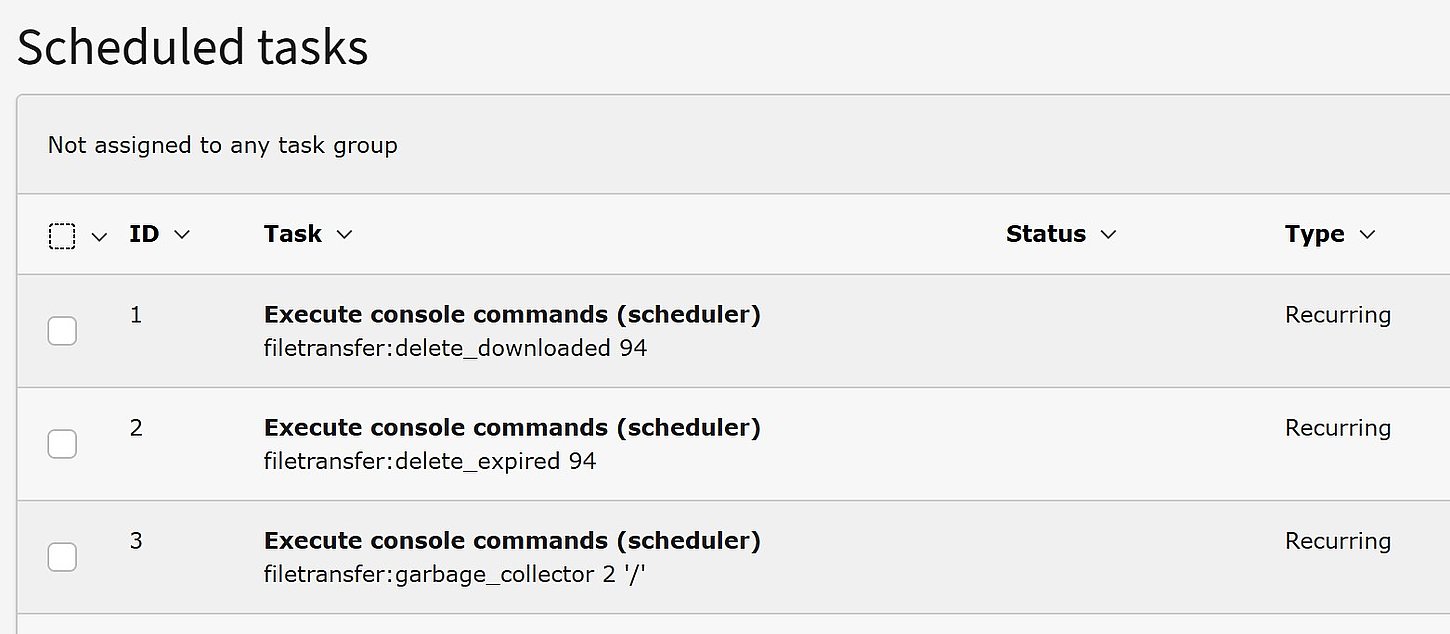 Scheduled tasks
Not assigned to any task group
ID Task Status Type
1 Execute console commands (scheduler) Recurring
filetransfer:delete_downloaded 94
2 Execute console commands (scheduler) Recurring
filetransfer:delete_expired 94
3 Execute console commands (scheduler) Recurring
filetransfer:garbage_collector 2 '/'